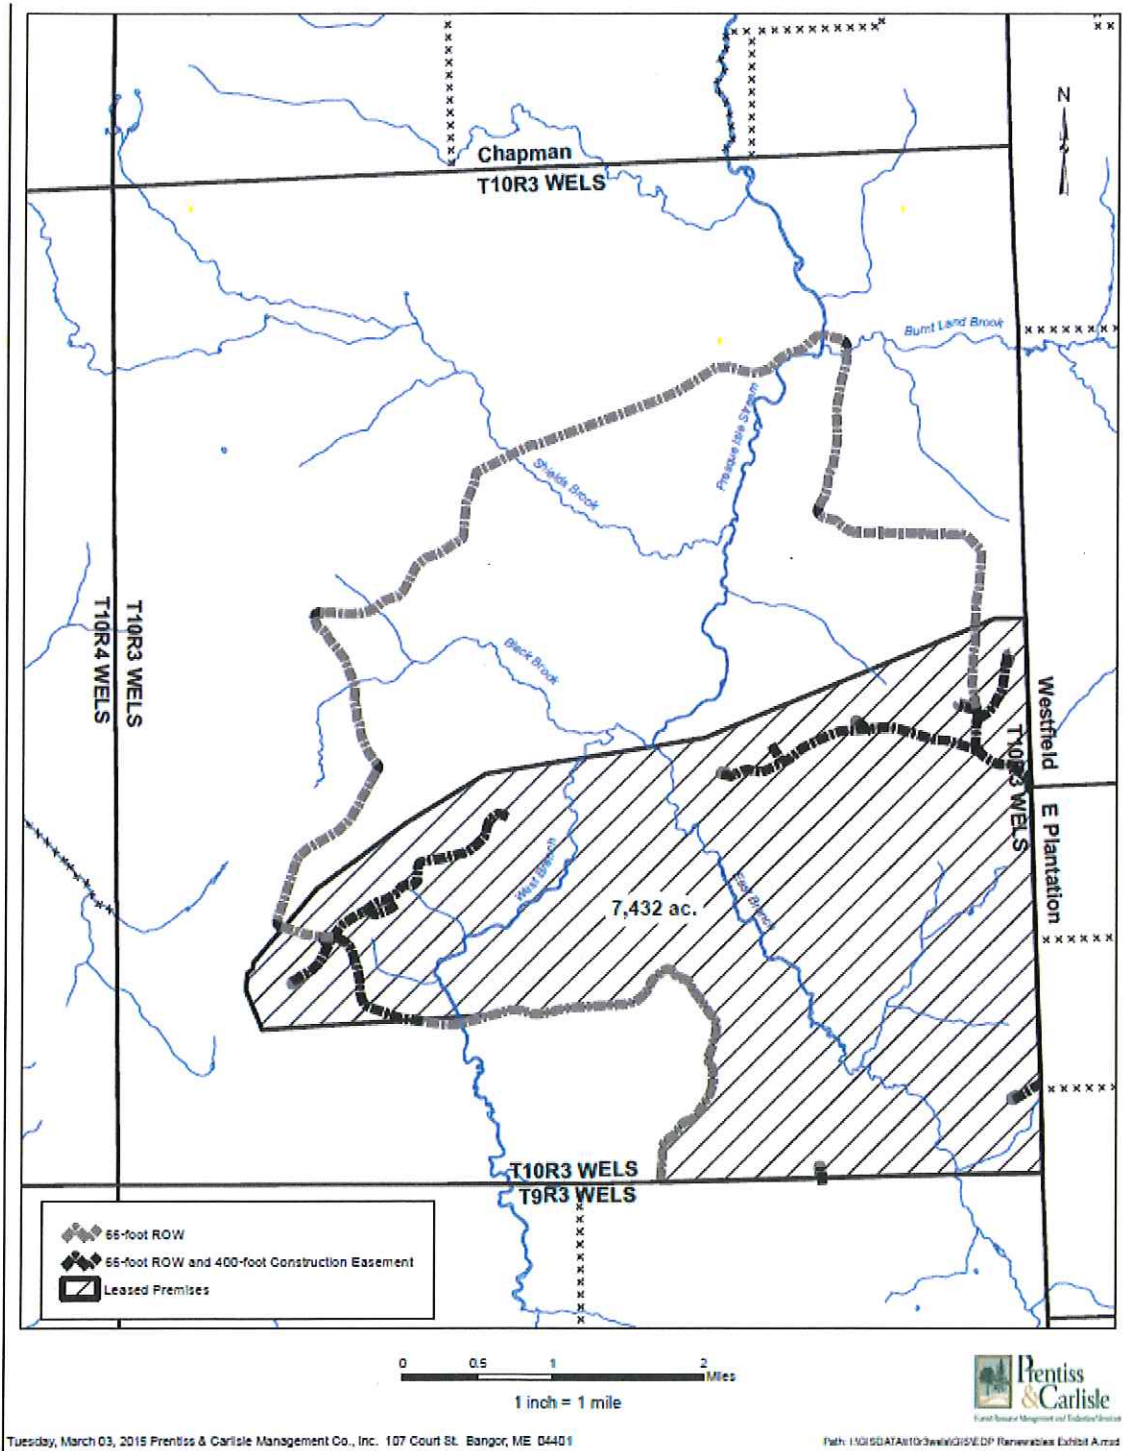 N
Chapman
T10R3 WELS
Burnt Land Brook
Presque Isle Stream
Shields Brook
T10R4 WELS
T10R3 WELS
Black Brook
Westfield
T10R3 WELS
E Plantation
West Branch
7,432 ac.
East Branch
T10R3 WELS
T9R3 WELS
66-foot ROW
66-foot ROW and 400-foot Construction Easement
Leased Premises
0 0.5 1 2
Miles
1 inch = 1 mile
Prentiss
&Carlisle
Tuesday, March 03, 2015 Prentiss & Carlisle Management Co., Inc. 107 Court St. Bangor, ME 04401